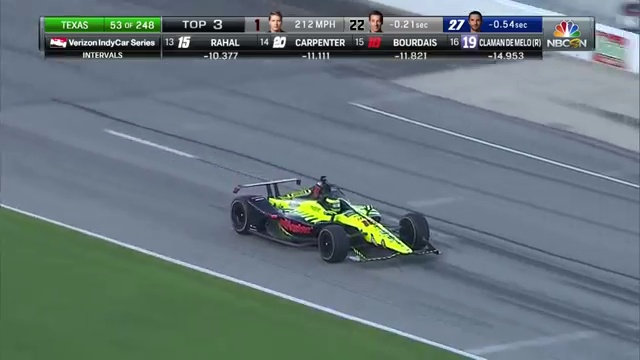 TEXAS 53 OF 248 TOP 3 1 212 MPH 22 -0.21sec 27 -0.54sec
Verizon IndyCar Series 13 15 RAHAL 14 20 CARPENTER 15 18 BOURDAIS 16 19 CLAMAN DE MELO (R) NBCSN
INTERVALS -10.377 -11.111 -11.821 -14.953